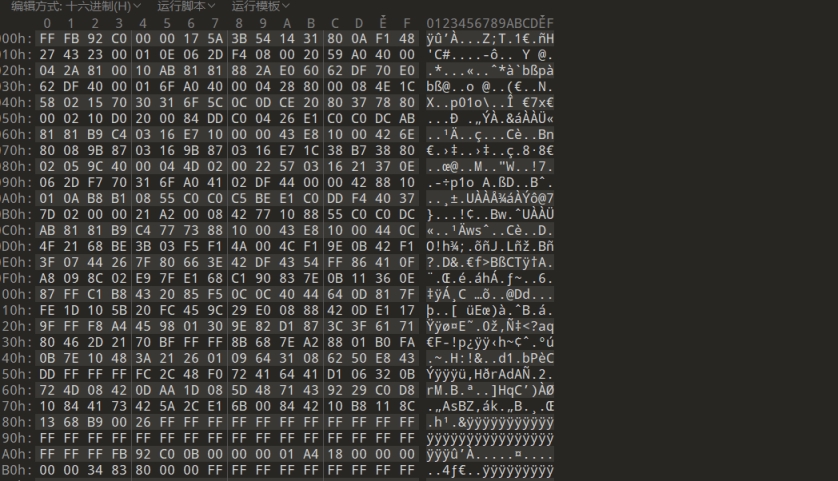 编辑方式: 十六进制(H) 运行脚本 运行模板
0 1 2 3 4 5 6 7 8 9 A B C D Ě F 0123456789ABCDĚF
00h: FF FB 92 C0 00 00 17 5A 3B 54 14 31 80 0A F1 48 ÿû’À...Z;T.1€.ñH
10h: 27 43 23 00 01 0E 06 2D F4 08 00 20 59 A0 40 00 'C#....-ô.. Y @.
20h: 04 2A 81 00 10 AB 81 81 88 2A E0 60 62 DF 70 E0 .*...«..ˆ*à`bßpà
30h: 62 DF 40 00 01 6F A0 40 00 04 28 80 00 08 4E 1C bß@..o @..(€..N.
40h: 58 02 15 70 30 31 6F 5C 0C 0D CE 20 80 37 78 80 X..p01o\..Î €7x€
50h: 00 02 10 D0 20 00 84 DD C0 04 26 E1 C0 C0 DC AB ...Ð .„ÝÀ.&áÀÀÜ«
60h: 81 81 B9 C4 03 16 E7 10 00 00 43 E8 10 00 42 6E ..¹Ä..ç...Cè..Bn
70h: 80 08 9B 87 03 16 9B 87 03 16 E7 1C 38 B7 38 80 €.›‡..›‡..ç.8·8€
80h: 02 05 9C 40 00 04 4D 02 00 22 57 03 16 21 37 0E ..œ@..M.."W..!7.
90h: 06 2D F7 70 31 6F A0 41 02 DF 44 00 00 42 88 10 .-÷p1o A.ßD..Bˆ.
A0h: 01 0A B8 B1 08 55 C0 C0 C5 BE E1 C0 DD F4 40 37 ..¸±.UÀÀÅ¾áÀÝô@7
B0h: 7D 02 00 00 21 A2 00 08 42 77 10 88 55 C0 C0 DC }...!¢..Bw.ˆUÀÀÜ
C0h: AB 81 81 B9 C4 77 73 88 10 00 43 E8 10 00 44 0C «..¹Äwsˆ..Cè..D.
D0h: 4F 21 68 BE 3B 03 F5 F1 4A 00 4C F1 9E 0B 42 F1 O!h¾;.õñJ.Lñž.Bñ
E0h: 3F 07 44 26 7F 80 66 3E 42 DF 43 54 FF 86 41 0F ?.D&.€f>BßCTÿ†A.
F0h: A8 09 8C 02 E9 7F E1 68 C1 90 83 7E 0B 11 36 0E ¨.Œ.é.áhÁ.ƒ~..6.
00h: 87 FF C1 B8 43 20 85 F5 0C 0C 40 44 64 0D 81 7F ‡ÿÁ¸C …õ..@Dd...
10h: FE 1D 10 5B 20 FC 45 9C 29 E0 08 88 42 0D E1 17 þ..[ üEœ)à.ˆB.á.
20h: 9F FF F8 A4 45 98 01 30 9E 82 D1 87 3C 3F 61 71 Ÿÿø¤E˜.0ž‚Ñ‡<?aq
30h: 80 46 2D 21 70 BF FF FF 8B 68 7E A2 88 01 B0 FA €F-!p¿ÿÿ‹h~¢ˆ.°ú
40h: 0B 7E 10 48 3A 21 26 01 09 64 31 08 62 50 E8 43 .~.H:!&..d1.bPèC
50h: DD FF FF FF FC 2C 48 F0 72 41 64 41 D1 06 32 0B Ýÿÿÿü,HðrAdAÑ.2.
60h: 72 4D 08 42 0D AA 1D 08 5D 48 71 43 92 29 C0 D8 rM.B.ª..]HqC’)ÀØ
70h: 10 84 41 73 42 5A 2C E1 6B 00 84 42 10 B8 11 8C .„AsBZ,ák.„B.¸.Œ
80h: 13 68 B9 00 26 FF FF FF FF FF FF FF FF FF FF FF .h¹.&ÿÿÿÿÿÿÿÿÿÿÿ
90h: FF FF FF FF FF FF FF FF FF FF FF FF FF FF FF FF ÿÿÿÿÿÿÿÿÿÿÿÿÿÿÿÿ
A0h: FF FF FF FB 92 C0 0B 00 00 01 A4 18 00 00 00 ÿÿÿû’À.....¤....
B0h: 00 00 34 83 80 00 00 FF FF FF FF FF FF FF FF FF ..4ƒ€..ÿÿÿÿÿÿÿÿÿ